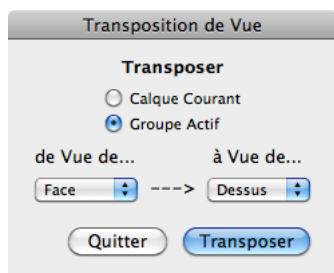 Transposition de Vue
Transposer
Calque Courant
Groupe Actif
de Vue de... à Vue de...
Face ---> Dessus
Quitter Transposer